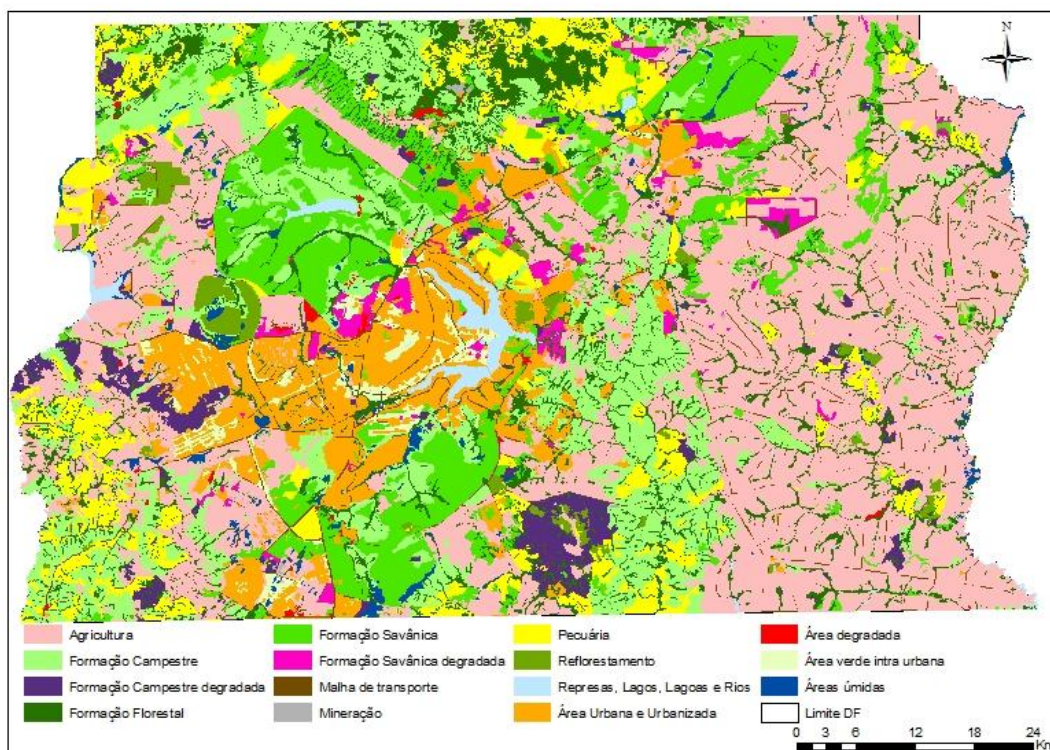 N
Agricultura
Formação Savânica
Pecuária
Área degradada
Formação Campestre
Formação Savânica degradada
Reflorestamento
Área verde intra urbana
Formação Campestre degradada
Malha de transporte
Represas, Lagos, Lagoas e Rios
Áreas úmidas
Formação Florestal
Mineração
Área Urbana e Urbanizada
Limite DF
0 3 6 12 18 24
Km